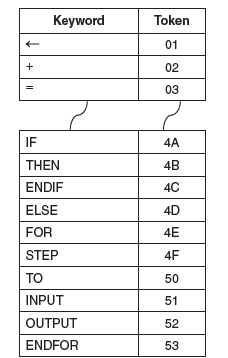 Keyword Token
← 01
+ 02
= 03
IF 4A
THEN 4B
ENDIF 4C
ELSE 4D
FOR 4E
STEP 4F
TO 50
INPUT 51
OUTPUT 52
ENDFOR 53